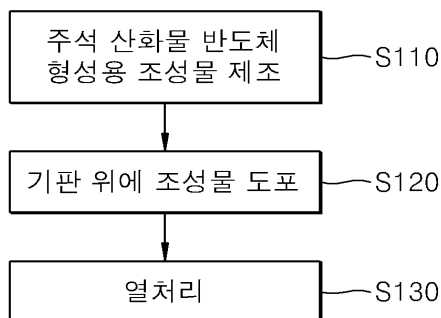 주석 산화물 반도체
형성용 조성물 제조
S110
기판 위에 조성물 도포
S120
열처리
S130